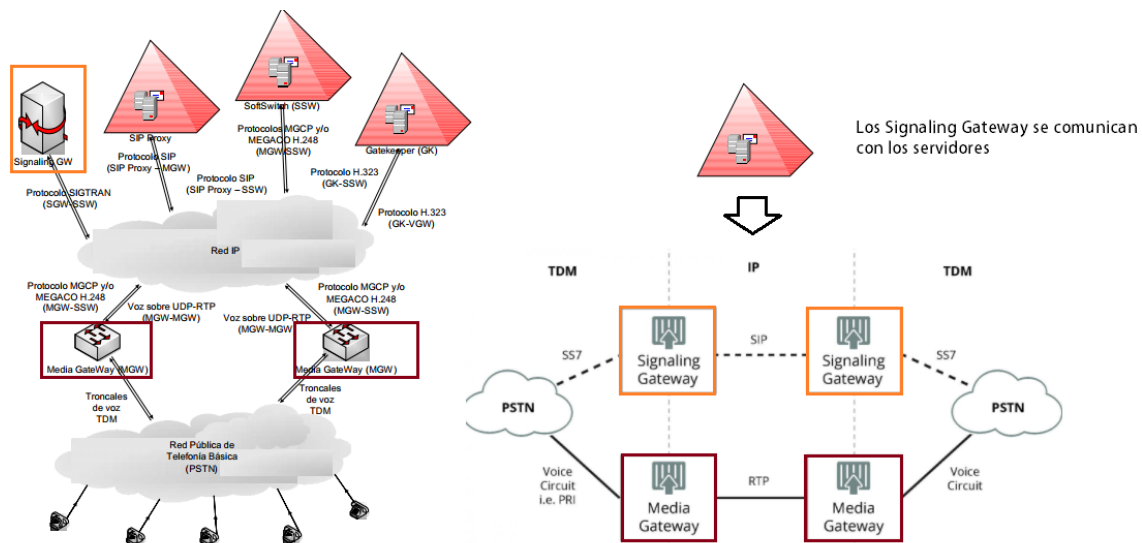 SIP Proxy
Signaling GW
SoftSwitch (SSW)
Gatekeeper (GK)
Protocolo SIP
(SIP Proxy – MGW)
Protocolos MGCP y/o
MEGACO H.248
(MGW-SSW)
Protocolo SIP
(SIP Proxy – SSW)
Protocolo H.323
(GK-SSW)
Protocolo SIGTRAN
(SGW-SSW)
Protocolo H.323
(GK-VGW)
Red IP
Protocolo MGCP y/o
MEGACO H.248
(MGW-SSW)
Voz sobre UDP-RTP
(MGW-MGW)
Voz sobre UDP-RTP
(MGW-MGW)
Protocolo MGCP y/o
MEGACO H.248
(MGW-SSW)
Media GateWay (MGW)
Media GateWay (MGW)
Troncales
de voz
TDM
Troncales
de voz
TDM
Red Pública de
Telefonía Básica
(PSTN)
Los Signaling Gateway se comunican
con los servidores
TDM
IP
TDM
SS7
Signaling
Gateway
SIP
Signaling
Gateway
SS7
PSTN
PSTN
Voice
Circuit
i.e. PRI
Media
Gateway
RTP
Media
Gateway
Voice
Circuit